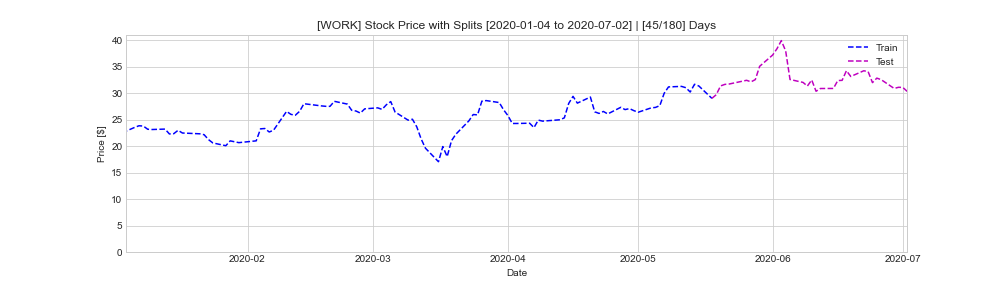 [WORK] Stock Price with Splits [2020-01-04 to 2020-07-02] | [45/180] Days
Price [$]
40
35
30
25
20
15
10
5
0
Train
Test
2020-02 2020-03 2020-04 2020-05 2020-06 2020-07
Date